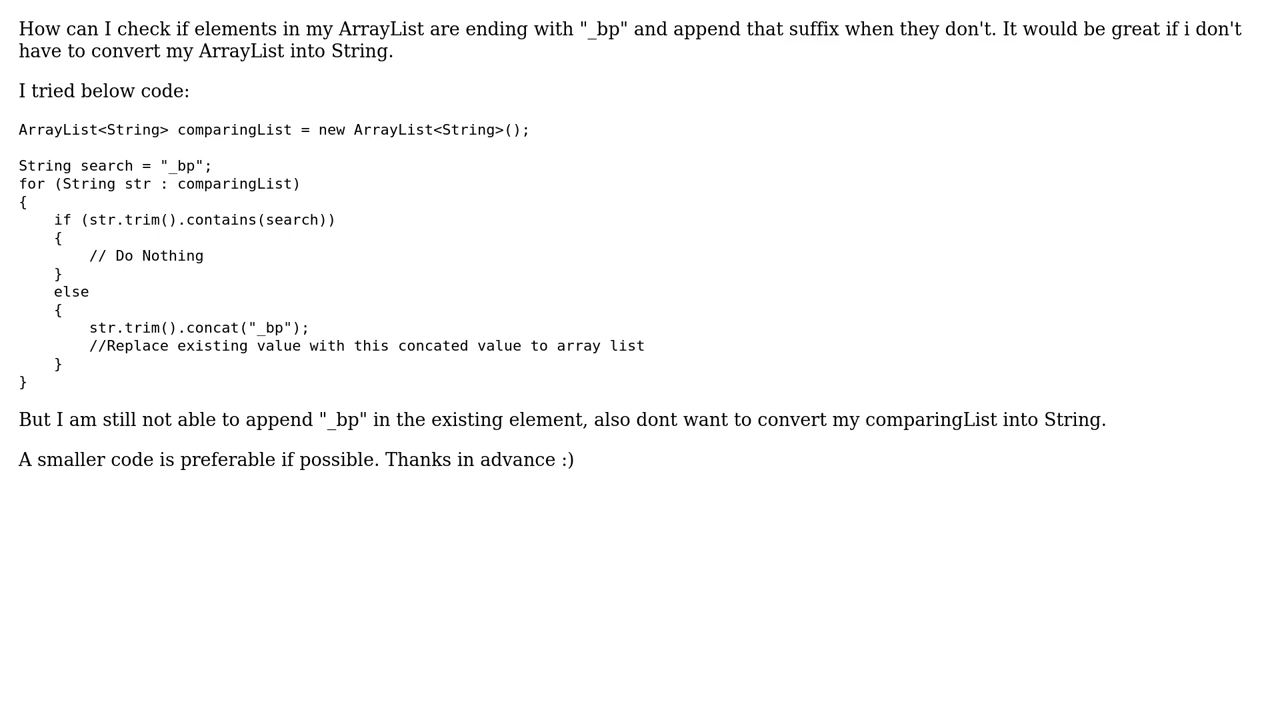 How can I check if elements in my ArrayList are ending with "_bp" and append that suffix when they don't. It would be great if i don't
have to convert my ArrayList into String.
I tried below code:
ArrayList<String> comparingList = new ArrayList<String>();
String search = "_bp";
for (String str : comparingList)
{
    if (str.trim().contains(search))
    {
        // Do Nothing
    }
    else
    {
        str.trim().concat("_bp");
        //Replace existing value with this concated value to array list
    }
}
But I am still not able to append "_bp" in the existing element, also dont want to convert my comparingList into String.
A smaller code is preferable if possible. Thanks in advance :)